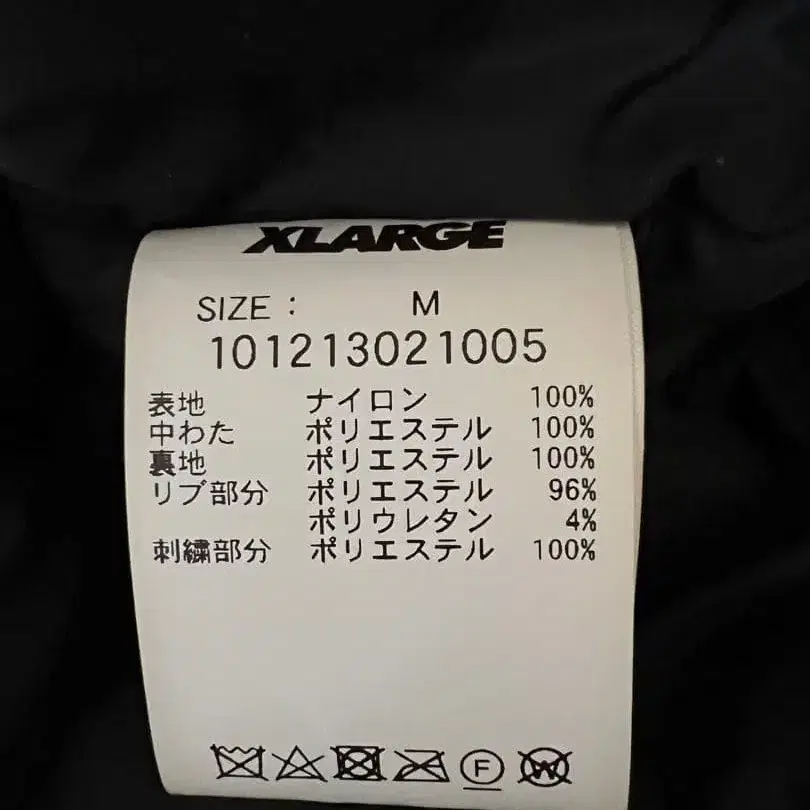 XLARGE
SIZE : M
101213021005
表地 ナイロン 100%
中わた ポリエステル 100%
裏地 ポリエステル 100%
リブ部分 ポリエステル 96%
ポリウレタン 4%
刺繍部分 ポリエステル 100%
F W